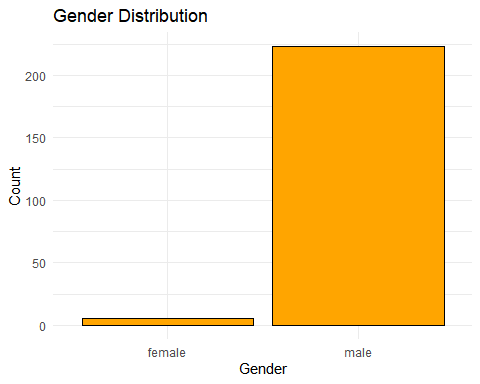 Gender Distribution
Count
200
150
100
50
0
female
male
Gender